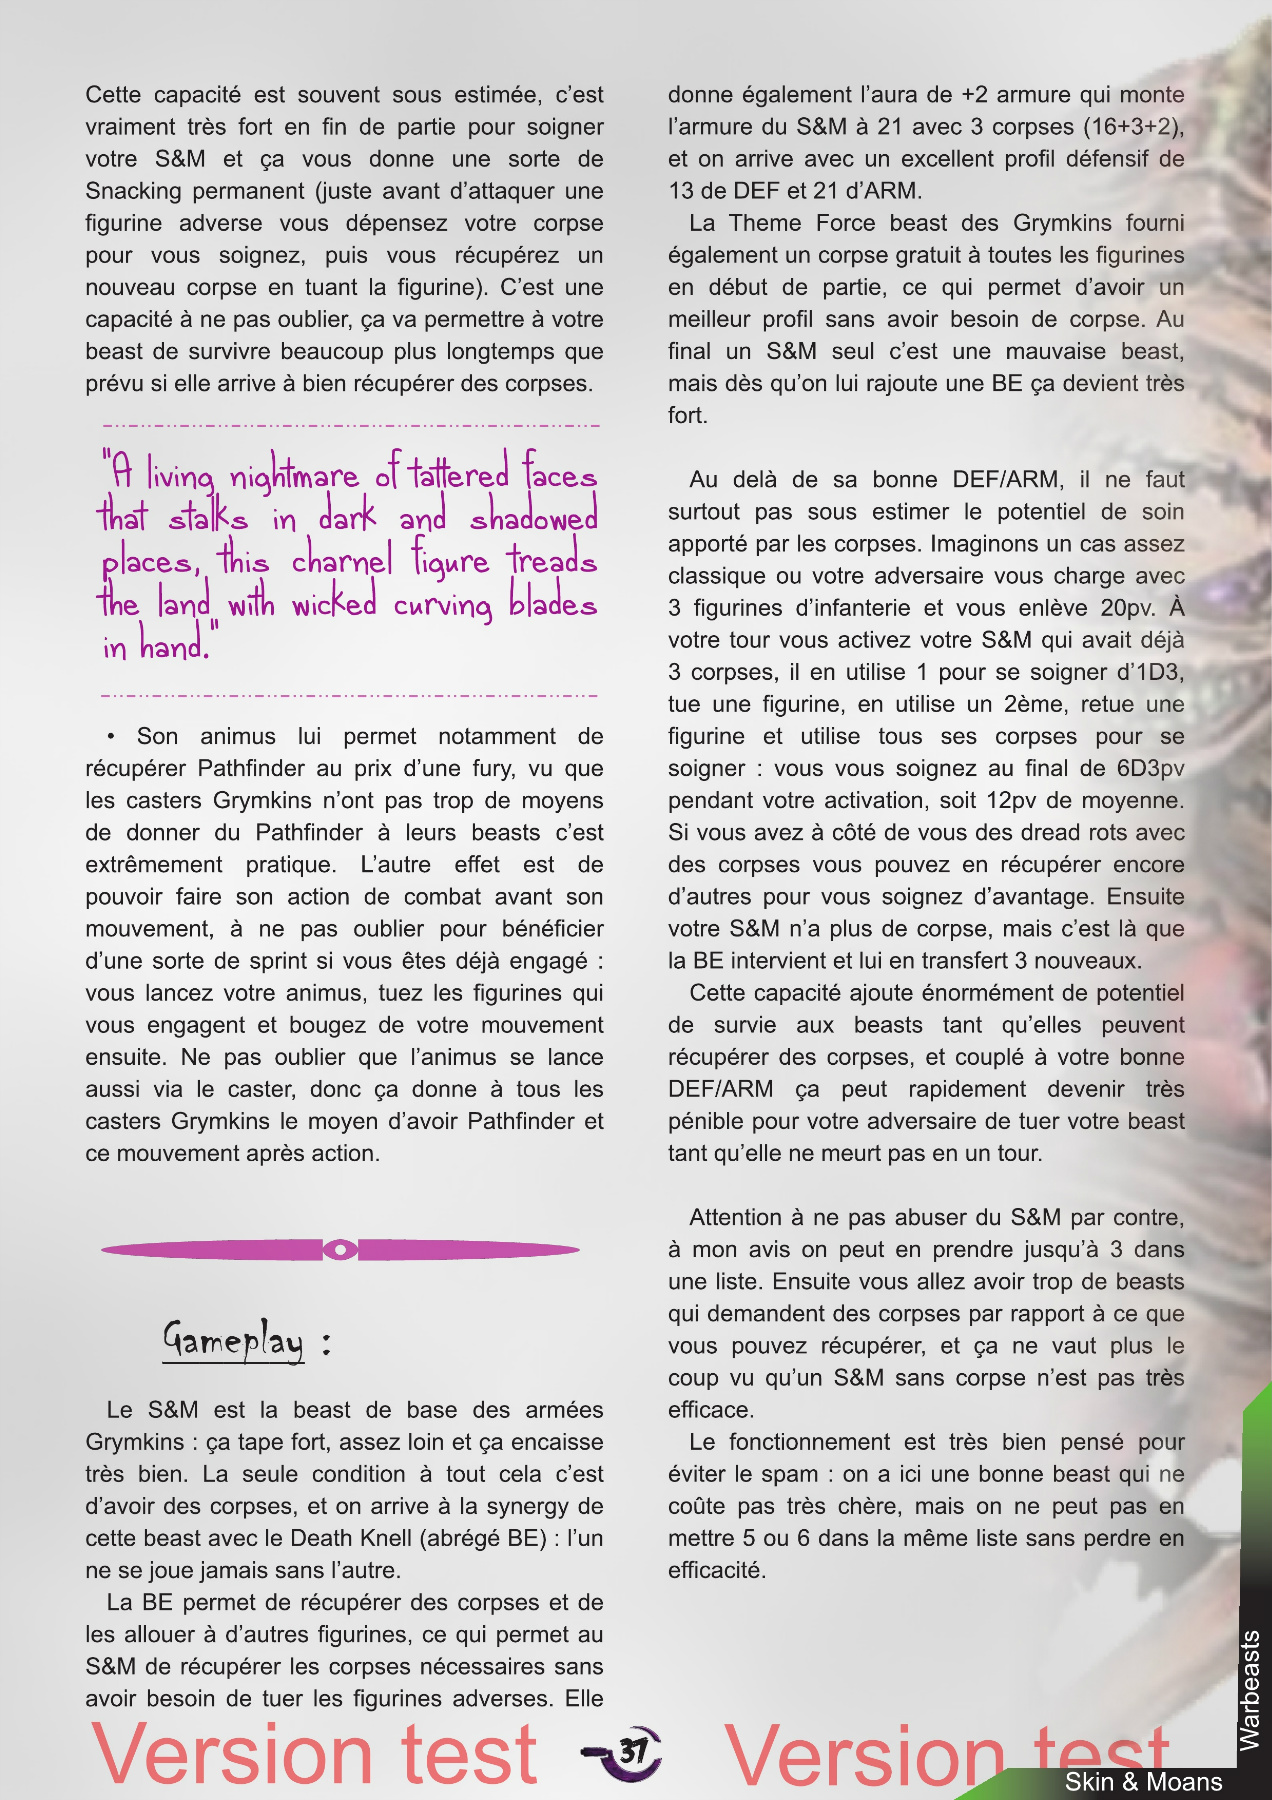 Cette capacité est souvent sous estimée, c’est
vraiment très fort en fin de partie pour soigner
votre S&M et ça vous donne une sorte de
Snacking permanent (juste avant d’attaquer une
figurine adverse vous dépensez votre corpse
pour vous soignez, puis vous récupérez un
nouveau corpse en tuant la figurine). C’est une
capacité à ne pas oublier, ça va permettre à votre
beast de survivre beaucoup plus longtemps que
prévu si elle arrive à bien récupérer des corpses.
"A living nightmare of tattered faces
that stalks in dark and shadowed
places, this charnel figure treads
the land with wicked curving blades
in hand."
• Son animus lui permet notamment de
récupérer Pathfinder au prix d’une fury, vu que
les casters Grymkins n’ont pas trop de moyens
de donner du Pathfinder à leurs beasts c’est
extrêmement pratique. L’autre effet est de
pouvoir faire son action de combat avant son
mouvement, à ne pas oublier pour bénéficier
d’une sorte de sprint si vous êtes déjà engagé :
vous lancez votre animus, tuez les figurines qui
vous engagent et bougez de votre mouvement
ensuite. Ne pas oublier que l’animus se lance
aussi via le caster, donc ça donne à tous les
casters Grymkins le moyen d’avoir Pathfinder et
ce mouvement après action.
Gameplay :
Le S&M est la beast de base des armées
Grymkins : ça tape fort, assez loin et ça encaisse
très bien. La seule condition à tout cela c’est
d’avoir des corpses, et on arrive à la synergy de
cette beast avec le Death Knell (abrégé BE) : l’un
ne se joue jamais sans l’autre.
La BE permet de récupérer des corpses et de
les allouer à d’autres figurines, ce qui permet au
S&M de récupérer les corpses nécessaires sans
avoir besoin de tuer les figurines adverses. Elle
donne également l’aura de +2 armure qui monte
l’armure du S&M à 21 avec 3 corpses (16+3+2),
et on arrive avec un excellent profil défensif de
13 de DEF et 21 d’ARM.
La Theme Force beast des Grymkins fourni
également un corpse gratuit à toutes les figurines
en début de partie, ce qui permet d’avoir un
meilleur profil sans avoir besoin de corpse. Au
final un S&M seul c’est une mauvaise beast,
mais dès qu’on lui rajoute une BE ça devient très
fort.
Au delà de sa bonne DEF/ARM, il ne faut
surtout pas sous estimer le potentiel de soin
apporté par les corpses. Imaginons un cas assez
classique ou votre adversaire vous charge avec
3 figurines d’infanterie et vous enlève 20pv. À
votre tour vous activez votre S&M qui avait déjà
3 corpses, il en utilise 1 pour se soigner d’1D3,
tue une figurine, en utilise un 2ème, retue une
figurine et utilise tous ses corpses pour se
soigner : vous vous soignez au final de 6D3pv
pendant votre activation, soit 12pv de moyenne.
Si vous avez à côté de vous des dread rots avec
des corpses vous pouvez en récupérer encore
d’autres pour vous soignez d’avantage. Ensuite
votre S&M n’a plus de corpse, mais c’est là que
la BE intervient et lui en transfert 3 nouveaux.
Cette capacité ajoute énormément de potentiel
de survie aux beasts tant qu’elles peuvent
récupérer des corpses, et couplé à votre bonne
DEF/ARM ça peut rapidement devenir très
pénible pour votre adversaire de tuer votre beast
tant qu’elle ne meurt pas en un tour.
Attention à ne pas abuser du S&M par contre,
à mon avis on peut en prendre jusqu’à 3 dans
une liste. Ensuite vous allez avoir trop de beasts
qui demandent des corpses par rapport à ce que
vous pouvez récupérer, et ça ne vaut plus le
coup vu qu’un S&M sans corpse n’est pas très
efficace.
Le fonctionnement est très bien pensé pour
éviter le spam : on a ici une bonne beast qui ne
coûte pas très chère, mais on ne peut pas en
mettre 5 ou 6 dans la même liste sans perdre en
efficacité.
Warbeasts
Version test
37
Version test
Skin & Moans